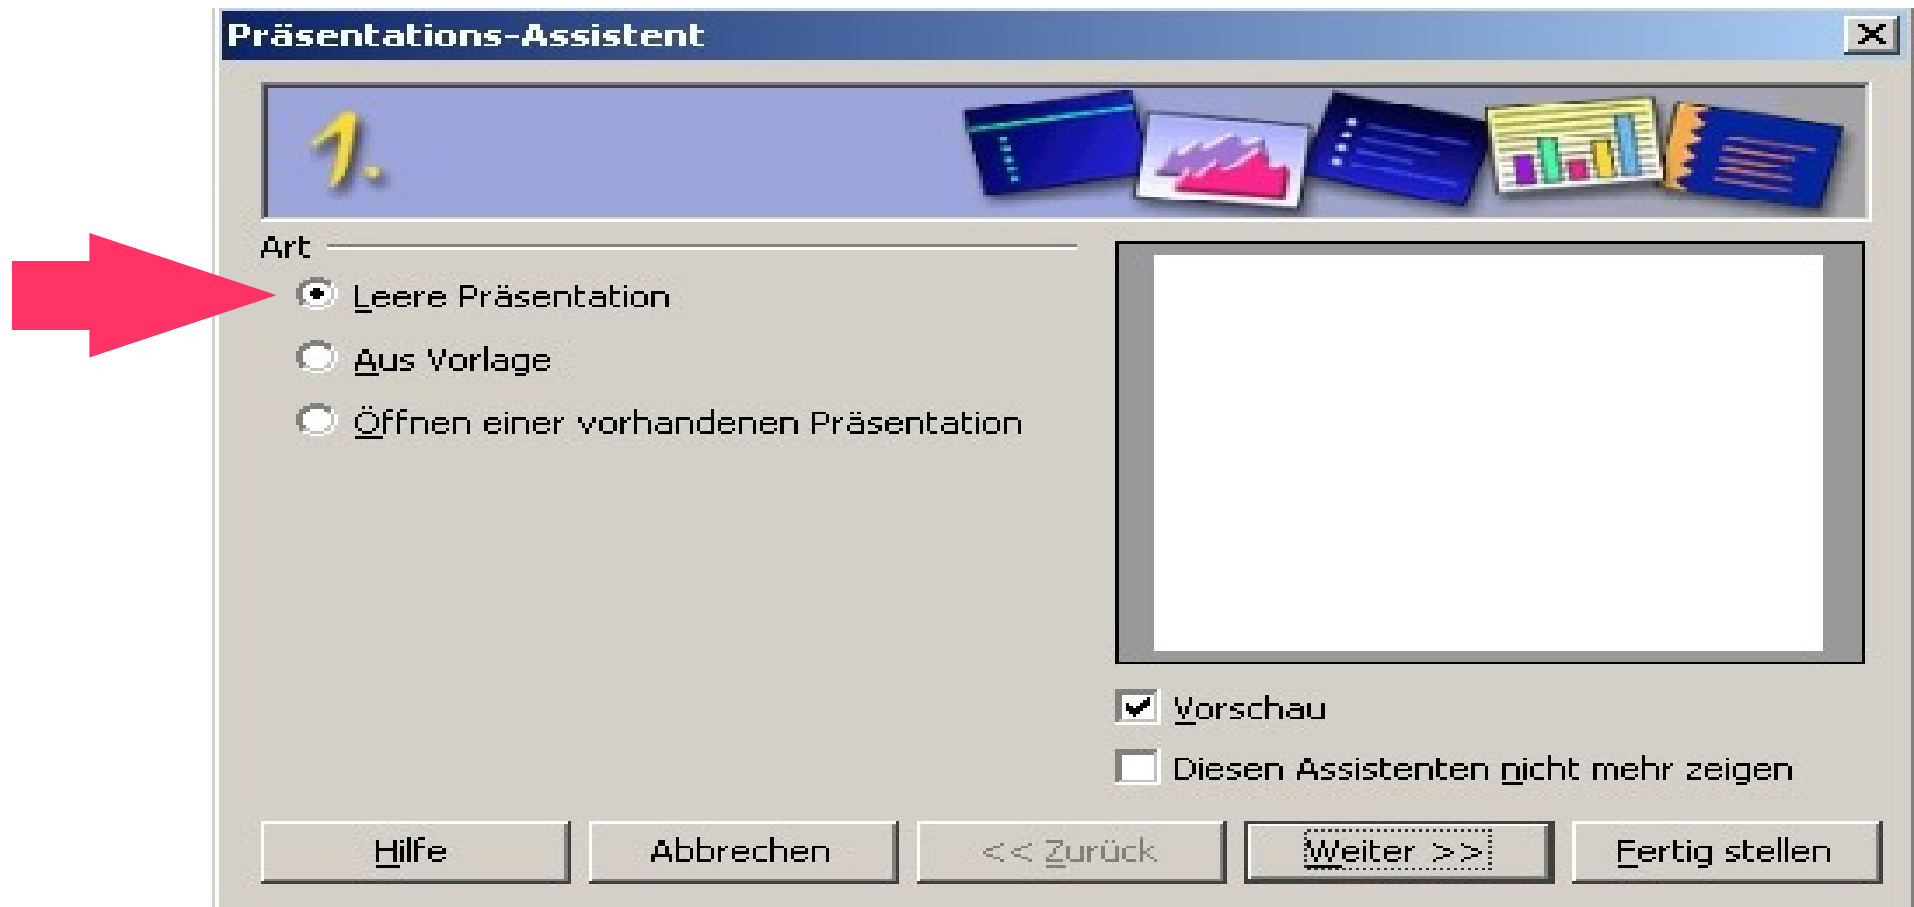 Präsentations-Assistent
1.
Art
Leere Präsentation
Aus Vorlage
Öffnen einer vorhandenen Präsentation
Vorschau
Diesen Assistenten nicht mehr zeigen
Hilfe
Abbrechen
<< Zurück
Weiter >>
Fertig stellen